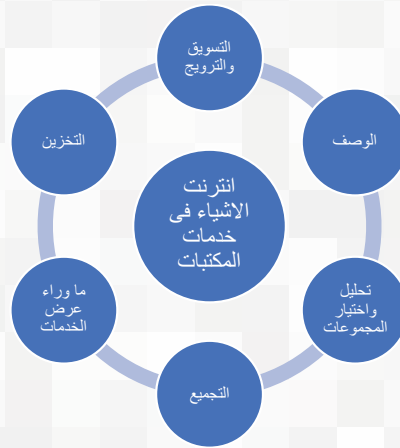 التسويق
والترويج
الوصف
تحليل
واختيار
المجموعات
التجميع
ما وراء
عرض
الخدمات
التخزين
انترنت
الاشياء فى
خدمات
المكتبات